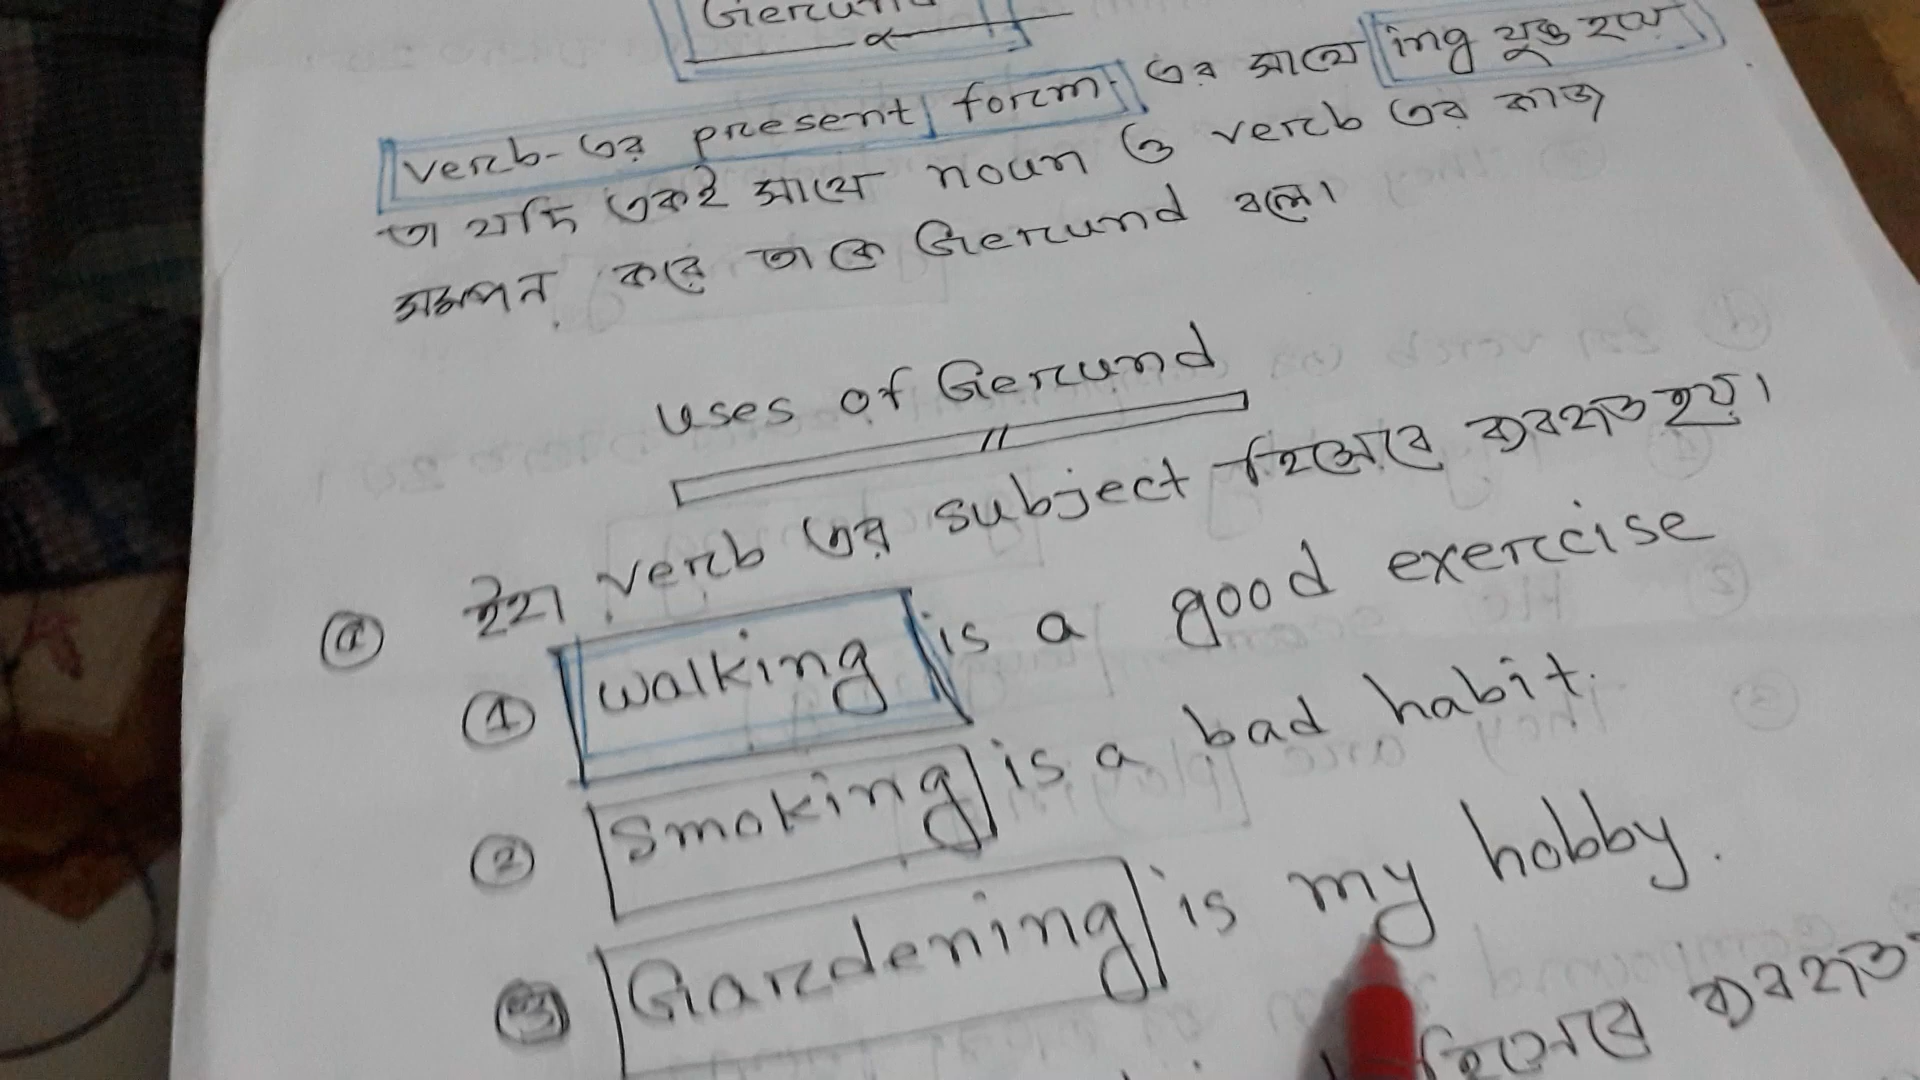 Gerund
verb-এর present form এর সাথে ing যুক্ত হয়ে
তা যদি একই সাথে noun ও verb এর কাজ
সম্পন্ন করে তাকে Gerund বলে।
uses of Gerund
ⓐ ইহা verb এর subject হিসেবে ব্যবহৃত হয়।
① walking is a good exercise
② Smoking is a bad habit.
③ Gardening is my hobby.
হিসেবে ব্যবহৃত